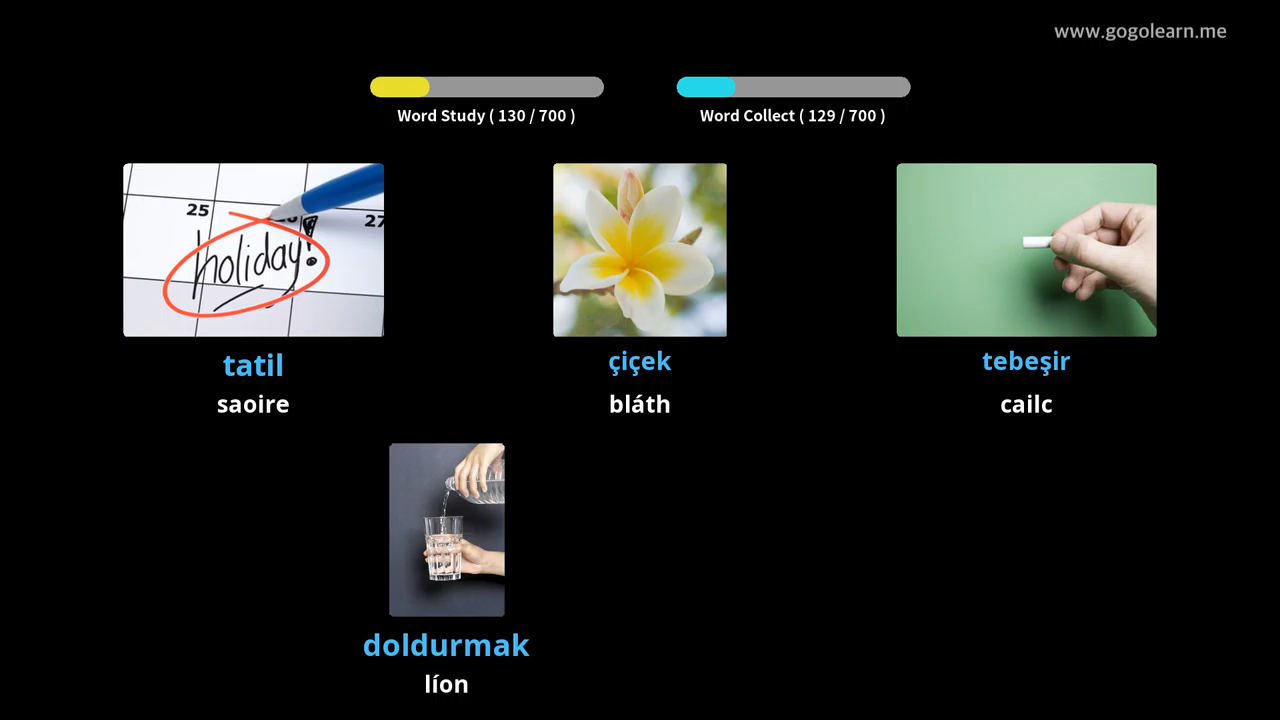 www.gogolearn.me
Word Study ( 130 / 700 )
Word Collect ( 129 / 700 )
25
27
holiday!
tatil
saoire
çiçek
bláth
tebeşir
cailc
doldurmak
líon